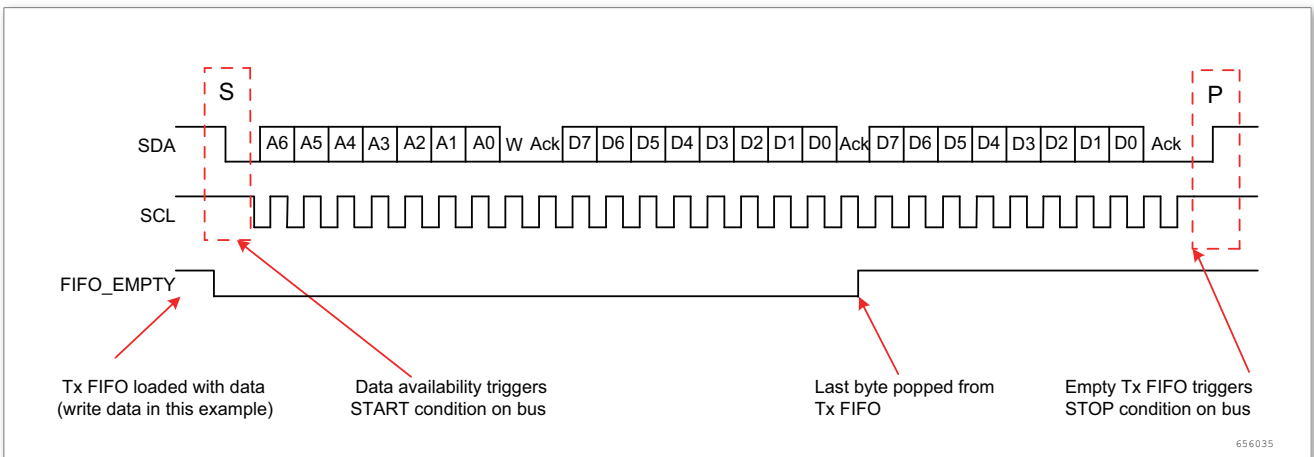 S
P
SDA
A6 A5 A4 A3 A2 A1 A0 W Ack D7 D6 D5 D4 D3 D2 D1 D0 Ack D7 D6 D5 D4 D3 D2 D1 D0 Ack
SCL
FIFO_EMPTY
Tx FIFO loaded with data
(write data in this example)
Data availability triggers
START condition on bus
Last byte popped from
Tx FIFO
Empty Tx FIFO triggers
STOP condition on bus
656035